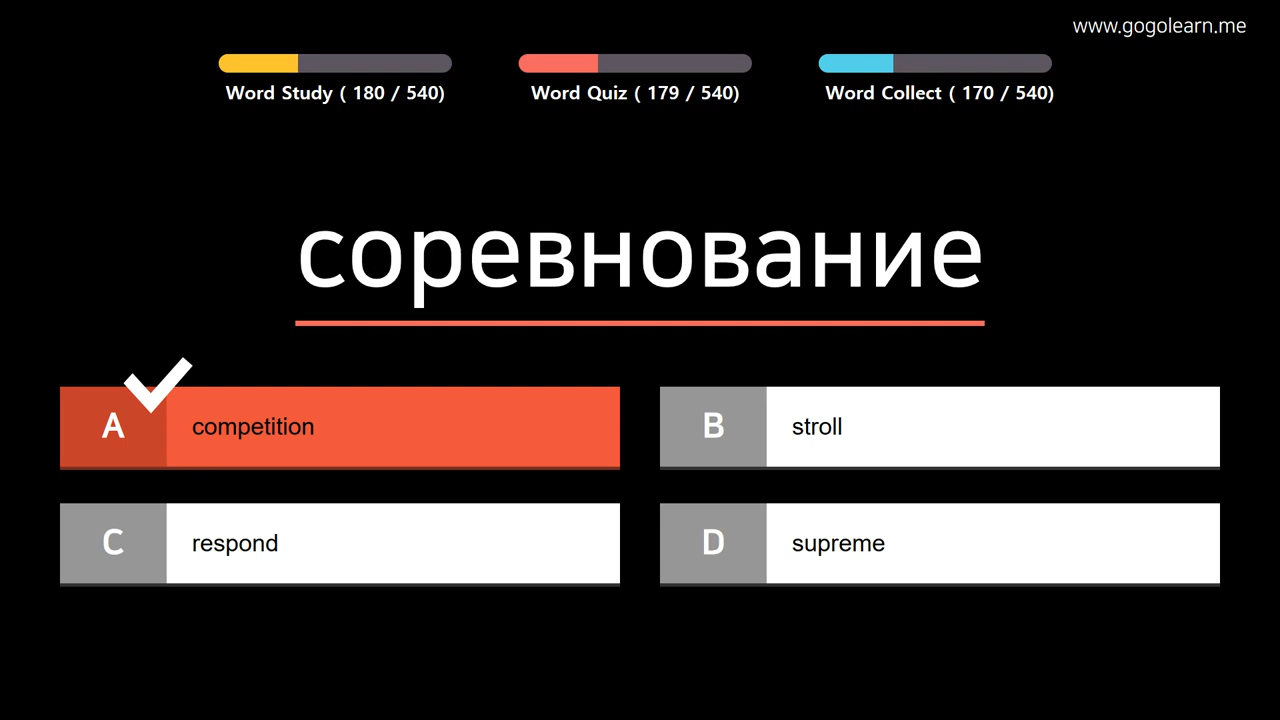 www.gogolearn.me
Word Study ( 180 / 540)
Word Quiz ( 179 / 540)
Word Collect ( 170 / 540)
соревнование
A competition
B stroll
C respond
D supreme